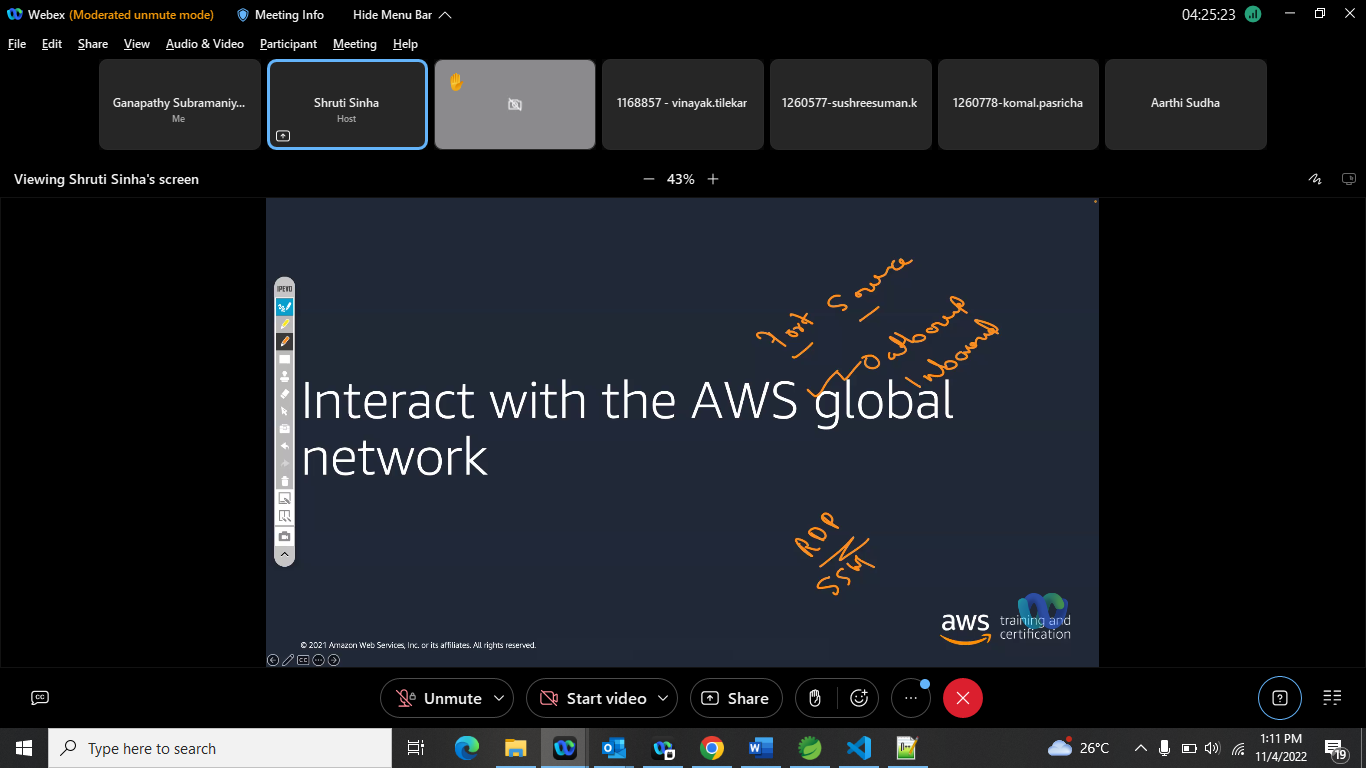 Webex (Moderated unmute mode) Meeting Info Hide Menu Bar 04:25:23
File Edit Share View Audio & Video Participant Meeting Help
Ganapathy Subramaniy...
Me
Shruti Sinha
Host
1168857 - vinayak.tilekar
1260577-sushreesuman.k
1260778-komal.pasricha
Aarthi Sudha
Viewing Shruti Sinha's screen
43%
IPEVO
Port Source
Outbound
Inbound
Interact with the AWS global
network
RDP
SSH
aws training and
certification
© 2021 Amazon Web Services, Inc. or its affiliates. All rights reserved.
CC
CC
Unmute
Start video
Share
Type here to search
26°C
1:11 PM
11/4/2022
19